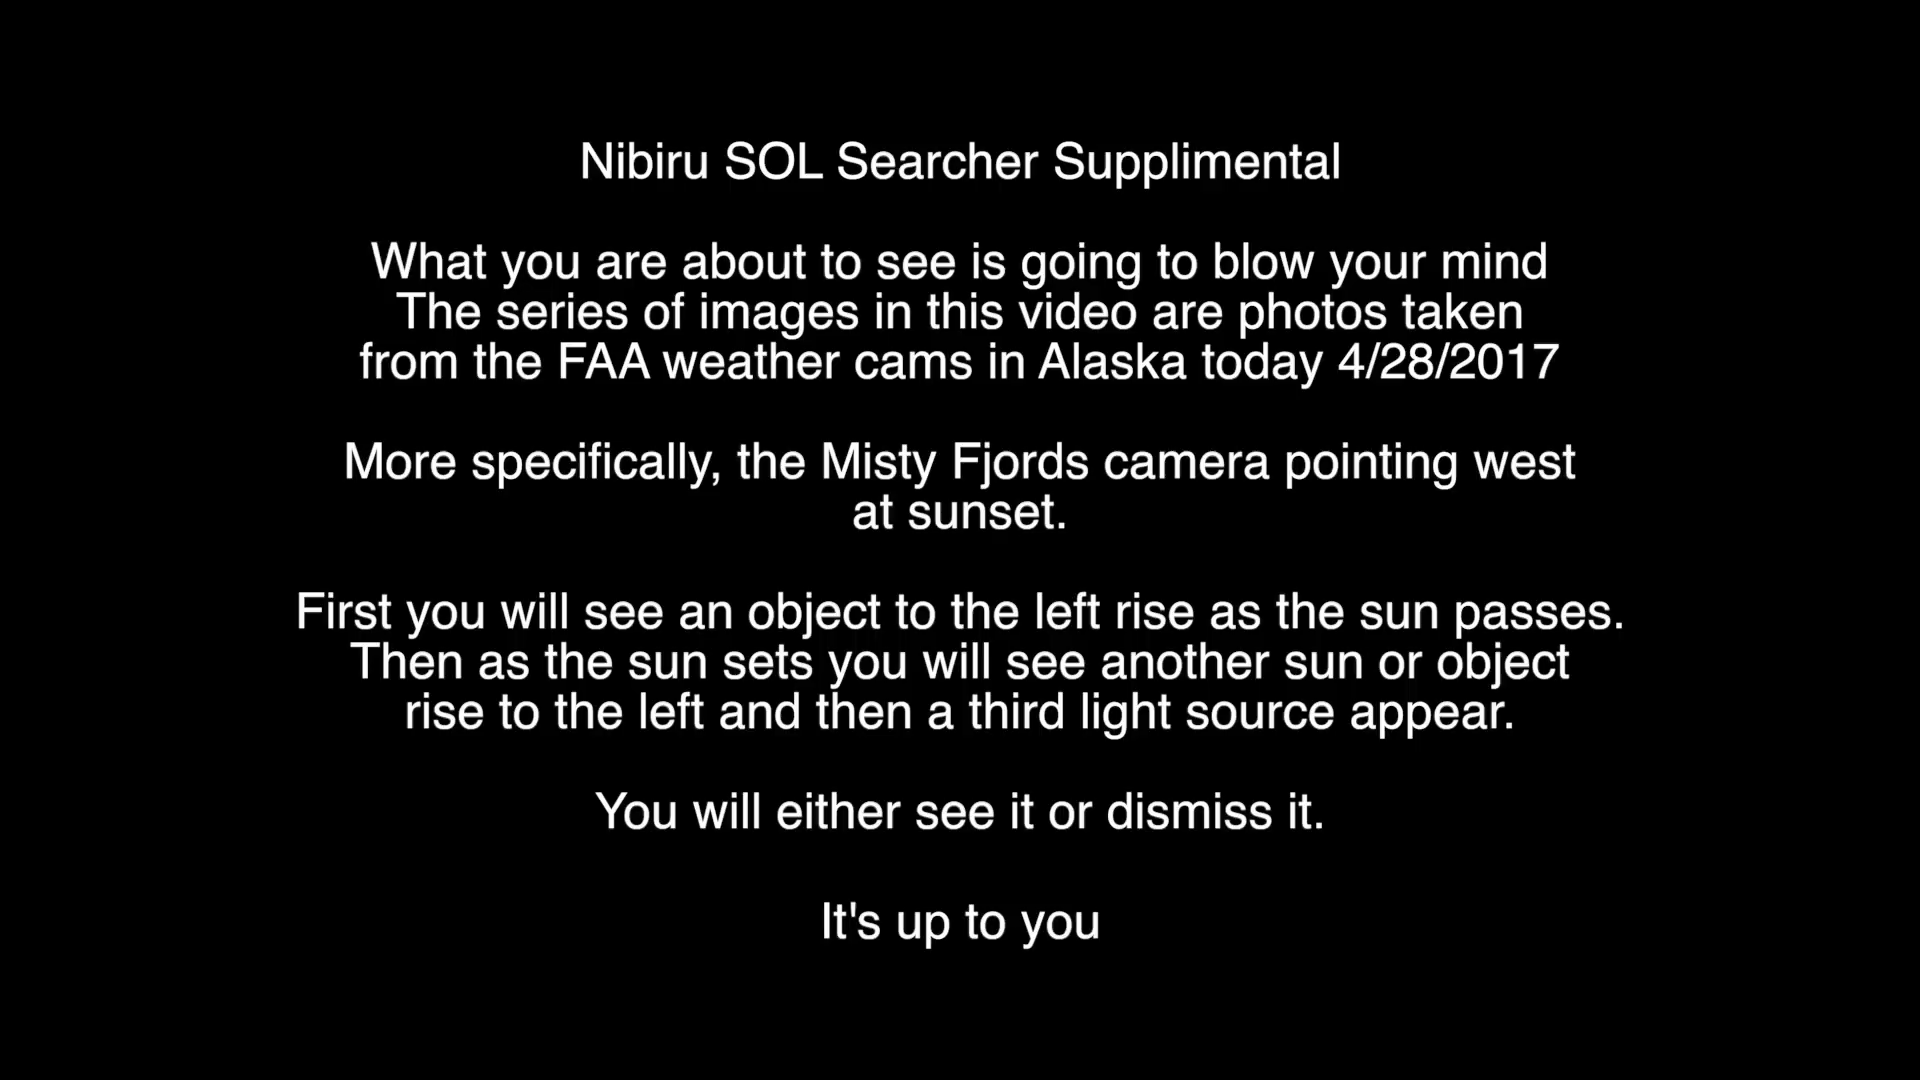 Nibiru SOL Searcher Supplimental
What you are about to see is going to blow your mind
The series of images in this video are photos taken
from the FAA weather cams in Alaska today 4/28/2017
More specifically, the Misty Fjords camera pointing west
at sunset.
First you will see an object to the left rise as the sun passes.
Then as the sun sets you will see another sun or object
rise to the left and then a third light source appear.
You will either see it or dismiss it.
It's up to you